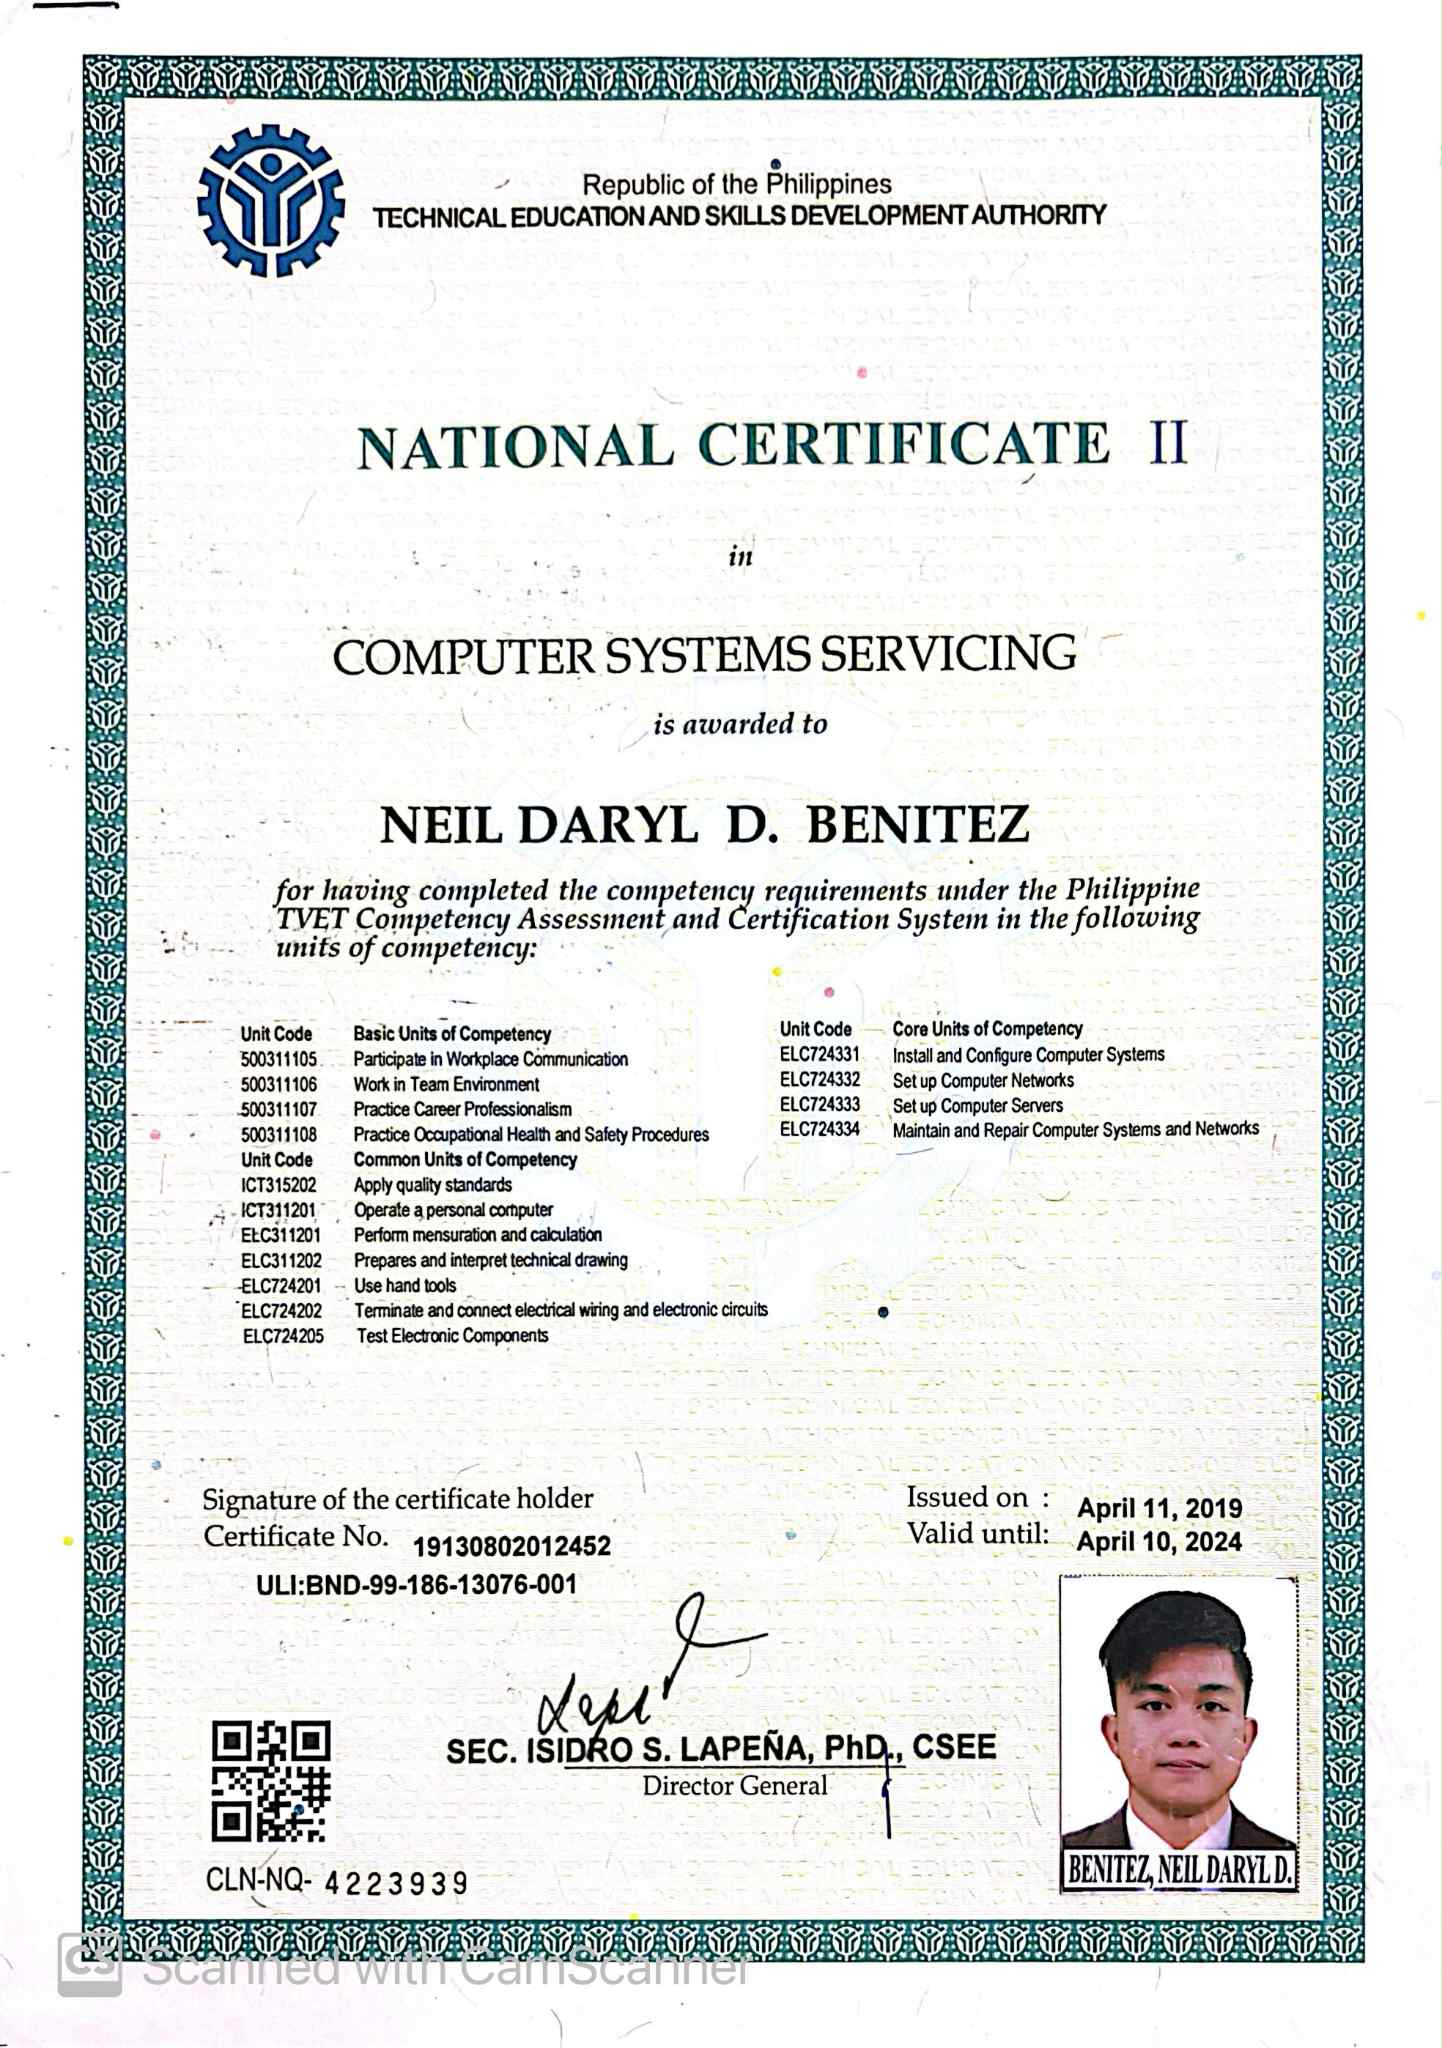 Republic of the Philippines
TECHNICAL EDUCATION AND SKILLS DEVELOPMENT AUTHORITY
NATIONAL CERTIFICATE II
in
COMPUTER SYSTEMS SERVICING
is awarded to
NEIL DARYL D. BENITEZ
for having completed the competency requirements under the Philippine
TVET Competency Assessment and Certification System in the following
units of competency:
Unit Code Basic Units of Competency
500311105 Participate in Workplace Communication
500311106 Work in Team Environment
500311107 Practice Career Professionalism
500311108 Practice Occupational Health and Safety Procedures
Unit Code Common Units of Competency
ICT315202 Apply quality standards
ICT311201 Operate a personal computer
ELC311201 Perform mensuration and calculation
ELC311202 Prepares and interpret technical drawing
ELC724201 Use hand tools
ELC724202 Terminate and connect electrical wiring and electronic circuits
ELC724205 Test Electronic Components
Unit Code Core Units of Competency
ELC724331 Install and Configure Computer Systems
ELC724332 Set up Computer Networks
ELC724333 Set up Computer Servers
ELC724334 Maintain and Repair Computer Systems and Networks
Signature of the certificate holder
Certificate No. 19130802012452
ULI:BND-99-186-13076-001
Issued on : April 11, 2019
Valid until: April 10, 2024
SEC. ISIDRO S. LAPEÑA, PhD., CSEE
Director General
BENITEZ, NEIL DARYL D.
CLN-NQ- 4223939
CS Scanned with CamScanner